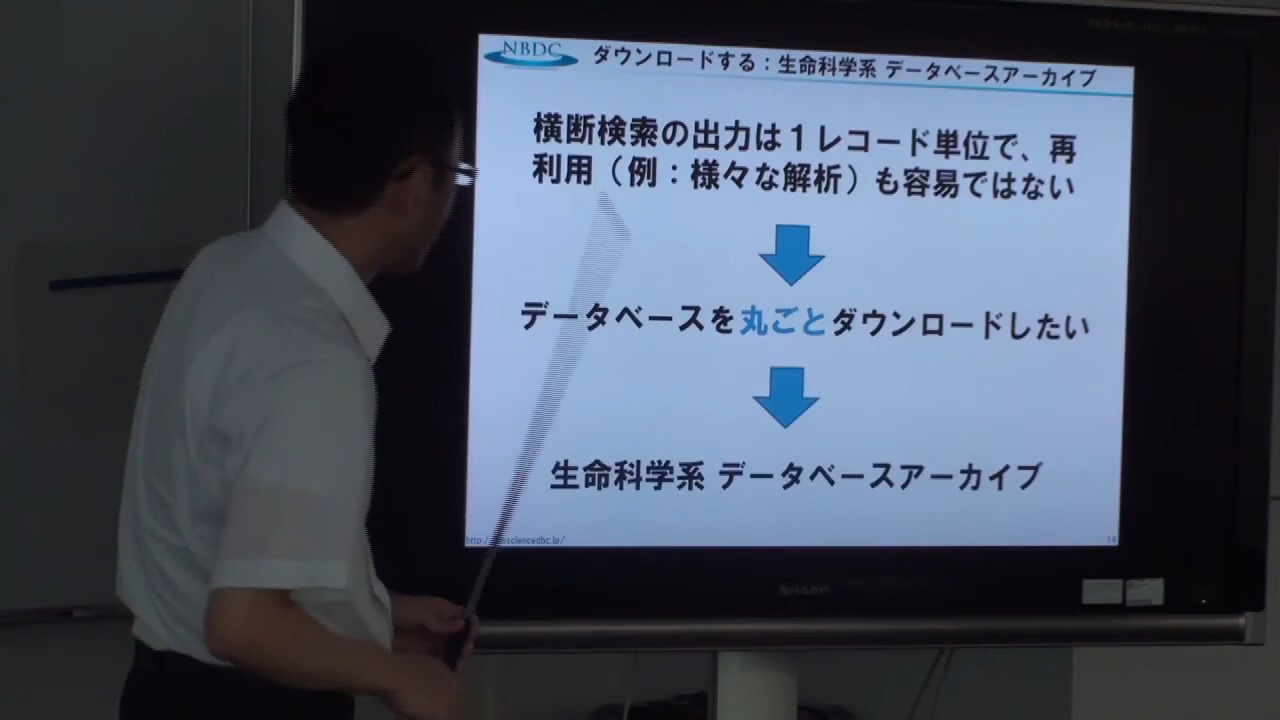 NBDC
ダウンロードする：生命科学系 データベースアーカイブ
横断検索の出力は１レコード単位で、再
利用（例：様々な解析）も容易ではない
データベースを丸ごとダウンロードしたい
生命科学系 データベースアーカイブ
14
SHARP